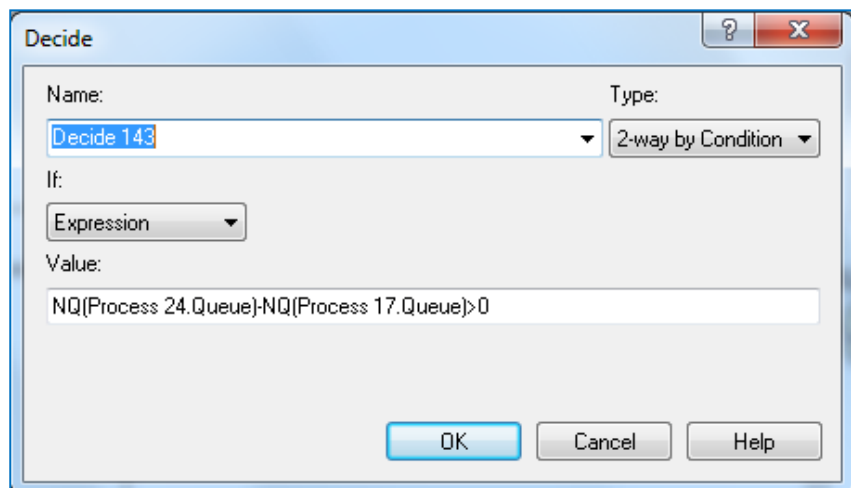 Decide
Name:
Type:
Decide 143
2-way by Condition
If:
Expression
Value:
NQ(Process 24.Queue)-NQ(Process 17.Queue)>0
OK
Cancel
Help